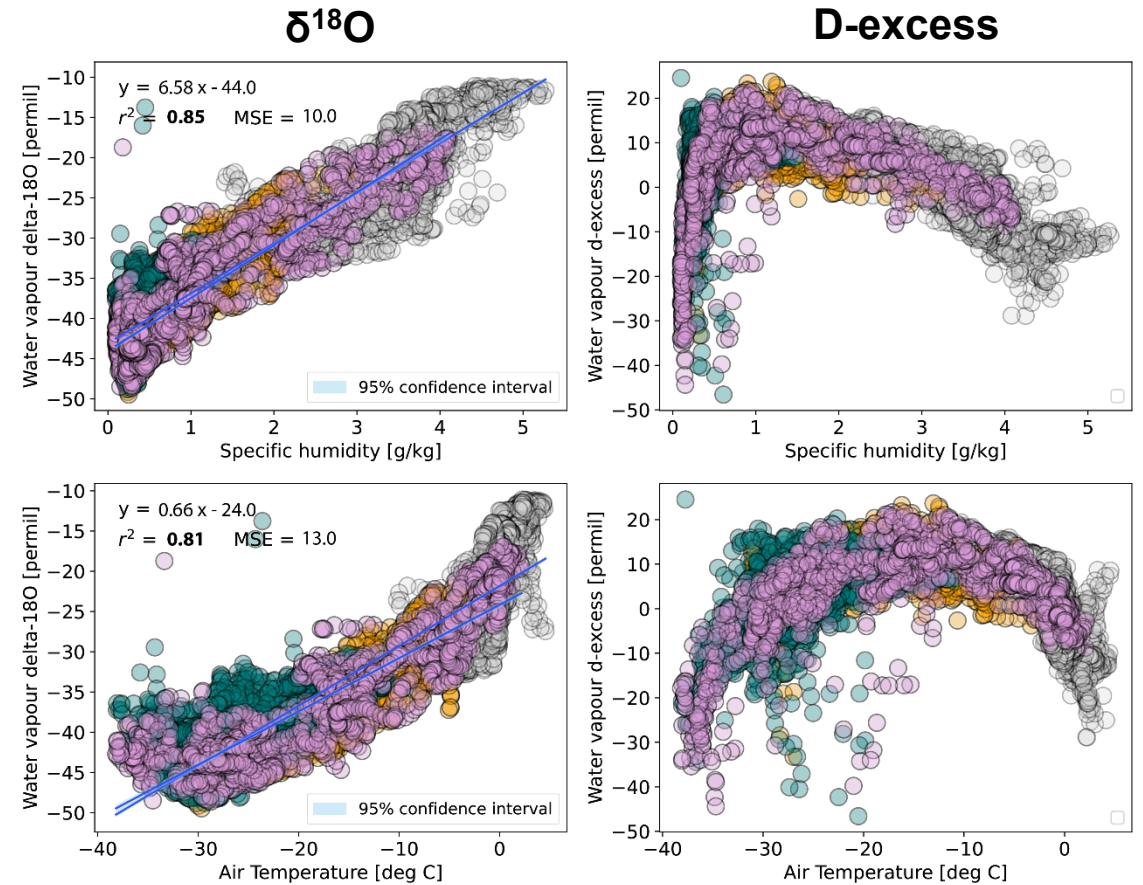 δ¹⁸O
D-excess
Water vapour delta-18O [permil]
−10
−15
−20
−25
−30
−35
−40
−45
−50
y = 6.58 x - 44.0
r² = 0.85 MSE = 10.0
95% confidence interval
0 1 2 3 4 5
Specific humidity [g/kg]
Water vapour d-excess [permil]
20
10
0
−10
−20
−30
−40
−50
0 1 2 3 4 5
Specific humidity [g/kg]
Water vapour delta-18O [permil]
−10
−15
−20
−25
−30
−35
−40
−45
−50
y = 0.66 x - 24.0
r² = 0.81 MSE = 13.0
95% confidence interval
−40 −30 −20 −10 0
Air Temperature [deg C]
Water vapour d-excess [permil]
20
10
0
−10
−20
−30
−40
−50
−40 −30 −20 −10 0
Air Temperature [deg C]